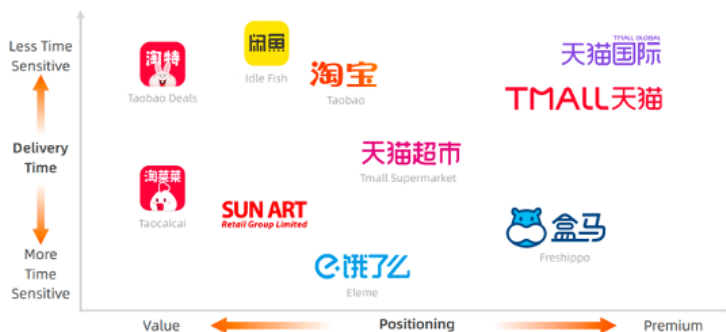 Less Time
Sensitive
Delivery
Time
More
Time
Sensitive
淘特
Taobao Deals
闲鱼
Idle Fish
淘宝
Taobao
TMALL GLOBAL
天猫国际
TMALL天猫
天猫超市
Tmall Supermarket
淘菜菜
Taocaicai
SUN ART
Retail Group Limited
盒马
Freshippo
饿了么
Eleme
Value
Positioning
Premium